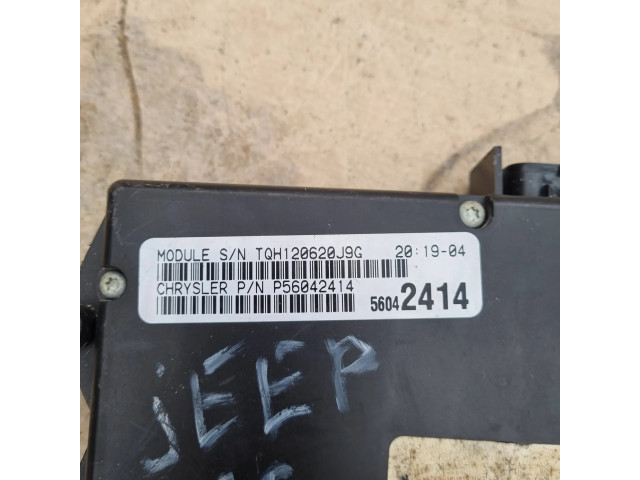 MODULE S/N TQH120620J9G 20:19-04
CHRYSLER P/N P56042414
56042414
JEEP